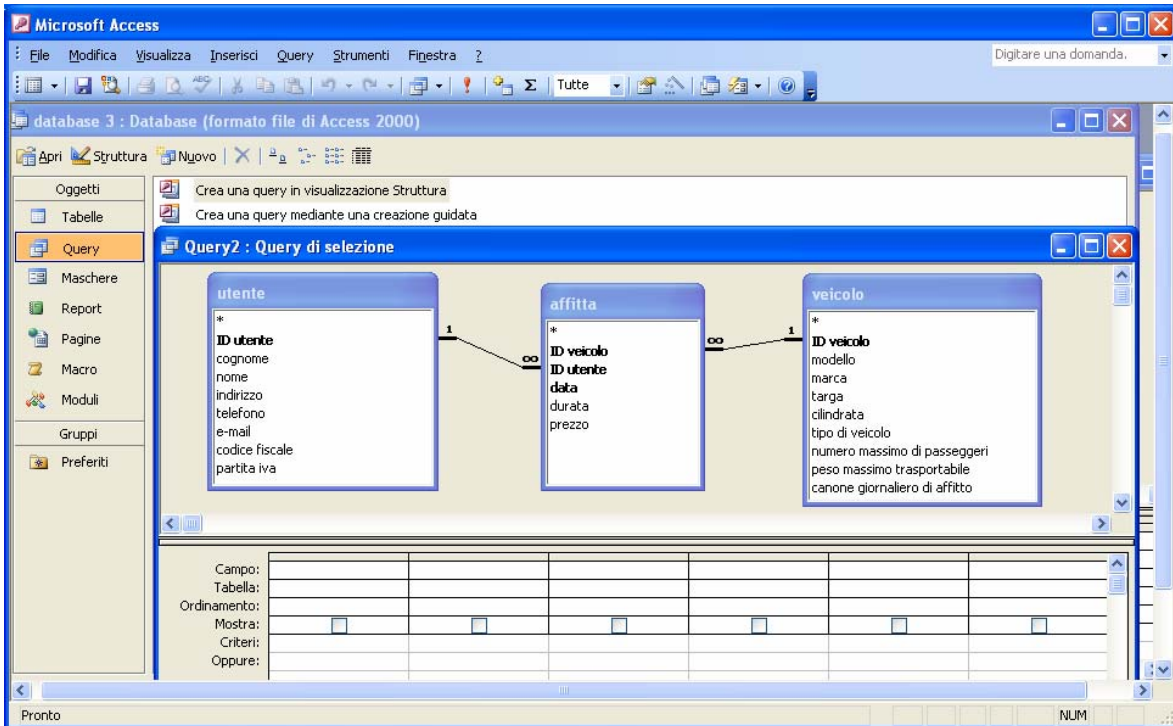 Microsoft Access
File Modifica Visualizza Inserisci Query Strumenti Finestra ?
Digitare una domanda.
Tutte
database 3 : Database (formato file di Access 2000)
Apri Struttura Nuovo
Oggetti
Tabelle
Query
Maschere
Report
Pagine
Macro
Moduli
Gruppi
Preferiti
Crea una query in visualizzazione Struttura
Crea una query mediante una creazione guidata
Query2 : Query di selezione
utente
*
ID utente
cognome
nome
indirizzo
telefono
e-mail
codice fiscale
partita iva
1
∞
affitta
*
ID veicolo
ID utente
data
durata
prezzo
∞
1
veicolo
*
ID veicolo
modello
marca
targa
cilindrata
tipo di veicolo
numero massimo di passeggeri
peso massimo trasportabile
canone giornaliero di affitto
Campo:
Tabella:
Ordinamento:
Mostra:
Criteri:
Oppure:
Pronto
NUM